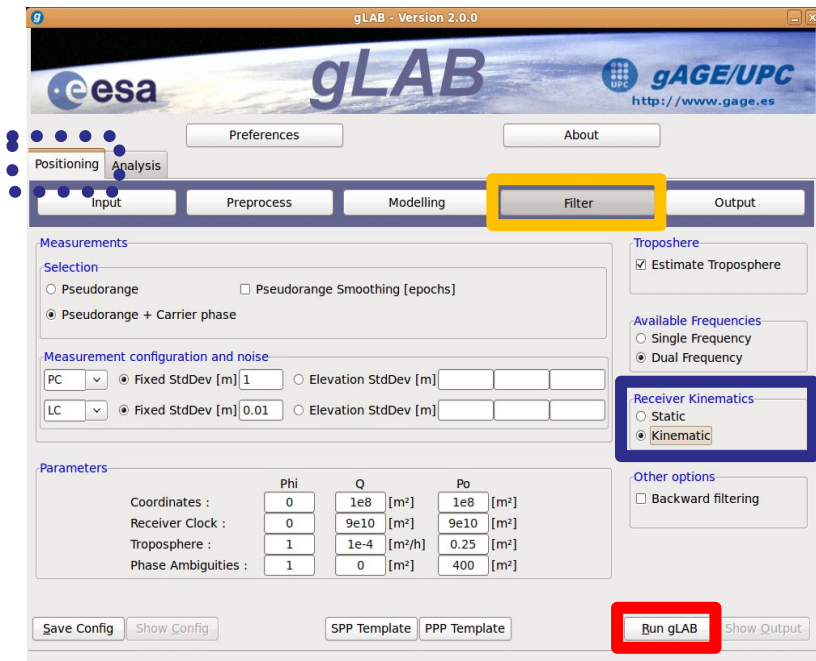 gLAB - Version 2.0.0
esa
gLAB
gAGE/UPC
UPC
http://www.gage.es
Preferences
About
Positioning
Analysis
Input
Preprocess
Modelling
Filter
Output
Measurements
Selection
Pseudorange
Pseudorange Smoothing [epochs]
Pseudorange + Carrier phase
Measurement configuration and noise
PC Fixed StdDev [m] 1 Elevation StdDev [m]
LC Fixed StdDev [m] 0.01 Elevation StdDev [m]
Parameters
Phi Q Po
Coordinates : 0 1e8 [m²] 1e8 [m²]
Receiver Clock : 0 9e10 [m²] 9e10 [m²]
Troposphere : 1 1e-4 [m²/h] 0.25 [m²]
Phase Ambiguities : 1 0 [m²] 400 [m²]
Troposhere
Estimate Troposphere
Available Frequencies
Single Frequency
Dual Frequency
Receiver Kinematics
Static
Kinematic
Other options
Backward filtering
Save Config
Show Config
SPP Template
PPP Template
Run gLAB
Show Output